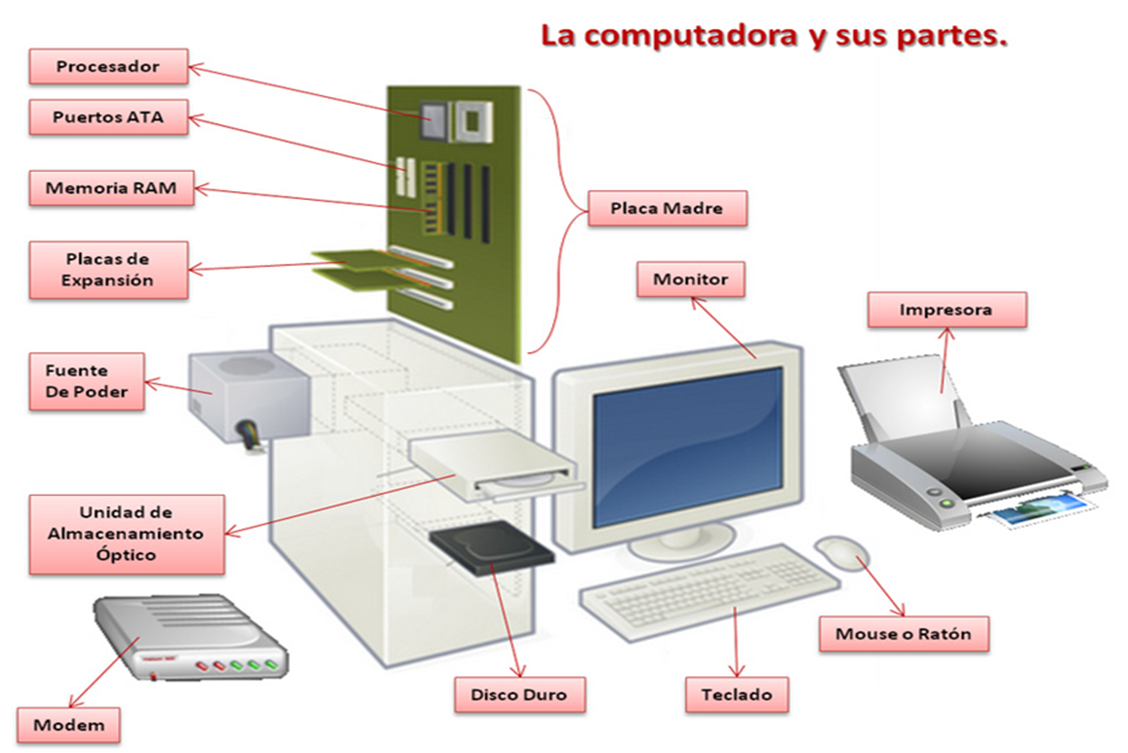 La computadora y sus partes.
Procesador
Puertos ATA
Memoria RAM
Placa Madre
Placas de
Expansión
Monitor
Impresora
Fuente
De Poder
Unidad de
Almacenamiento
Óptico
Mouse o Ratón
Disco Duro
Teclado
Modem